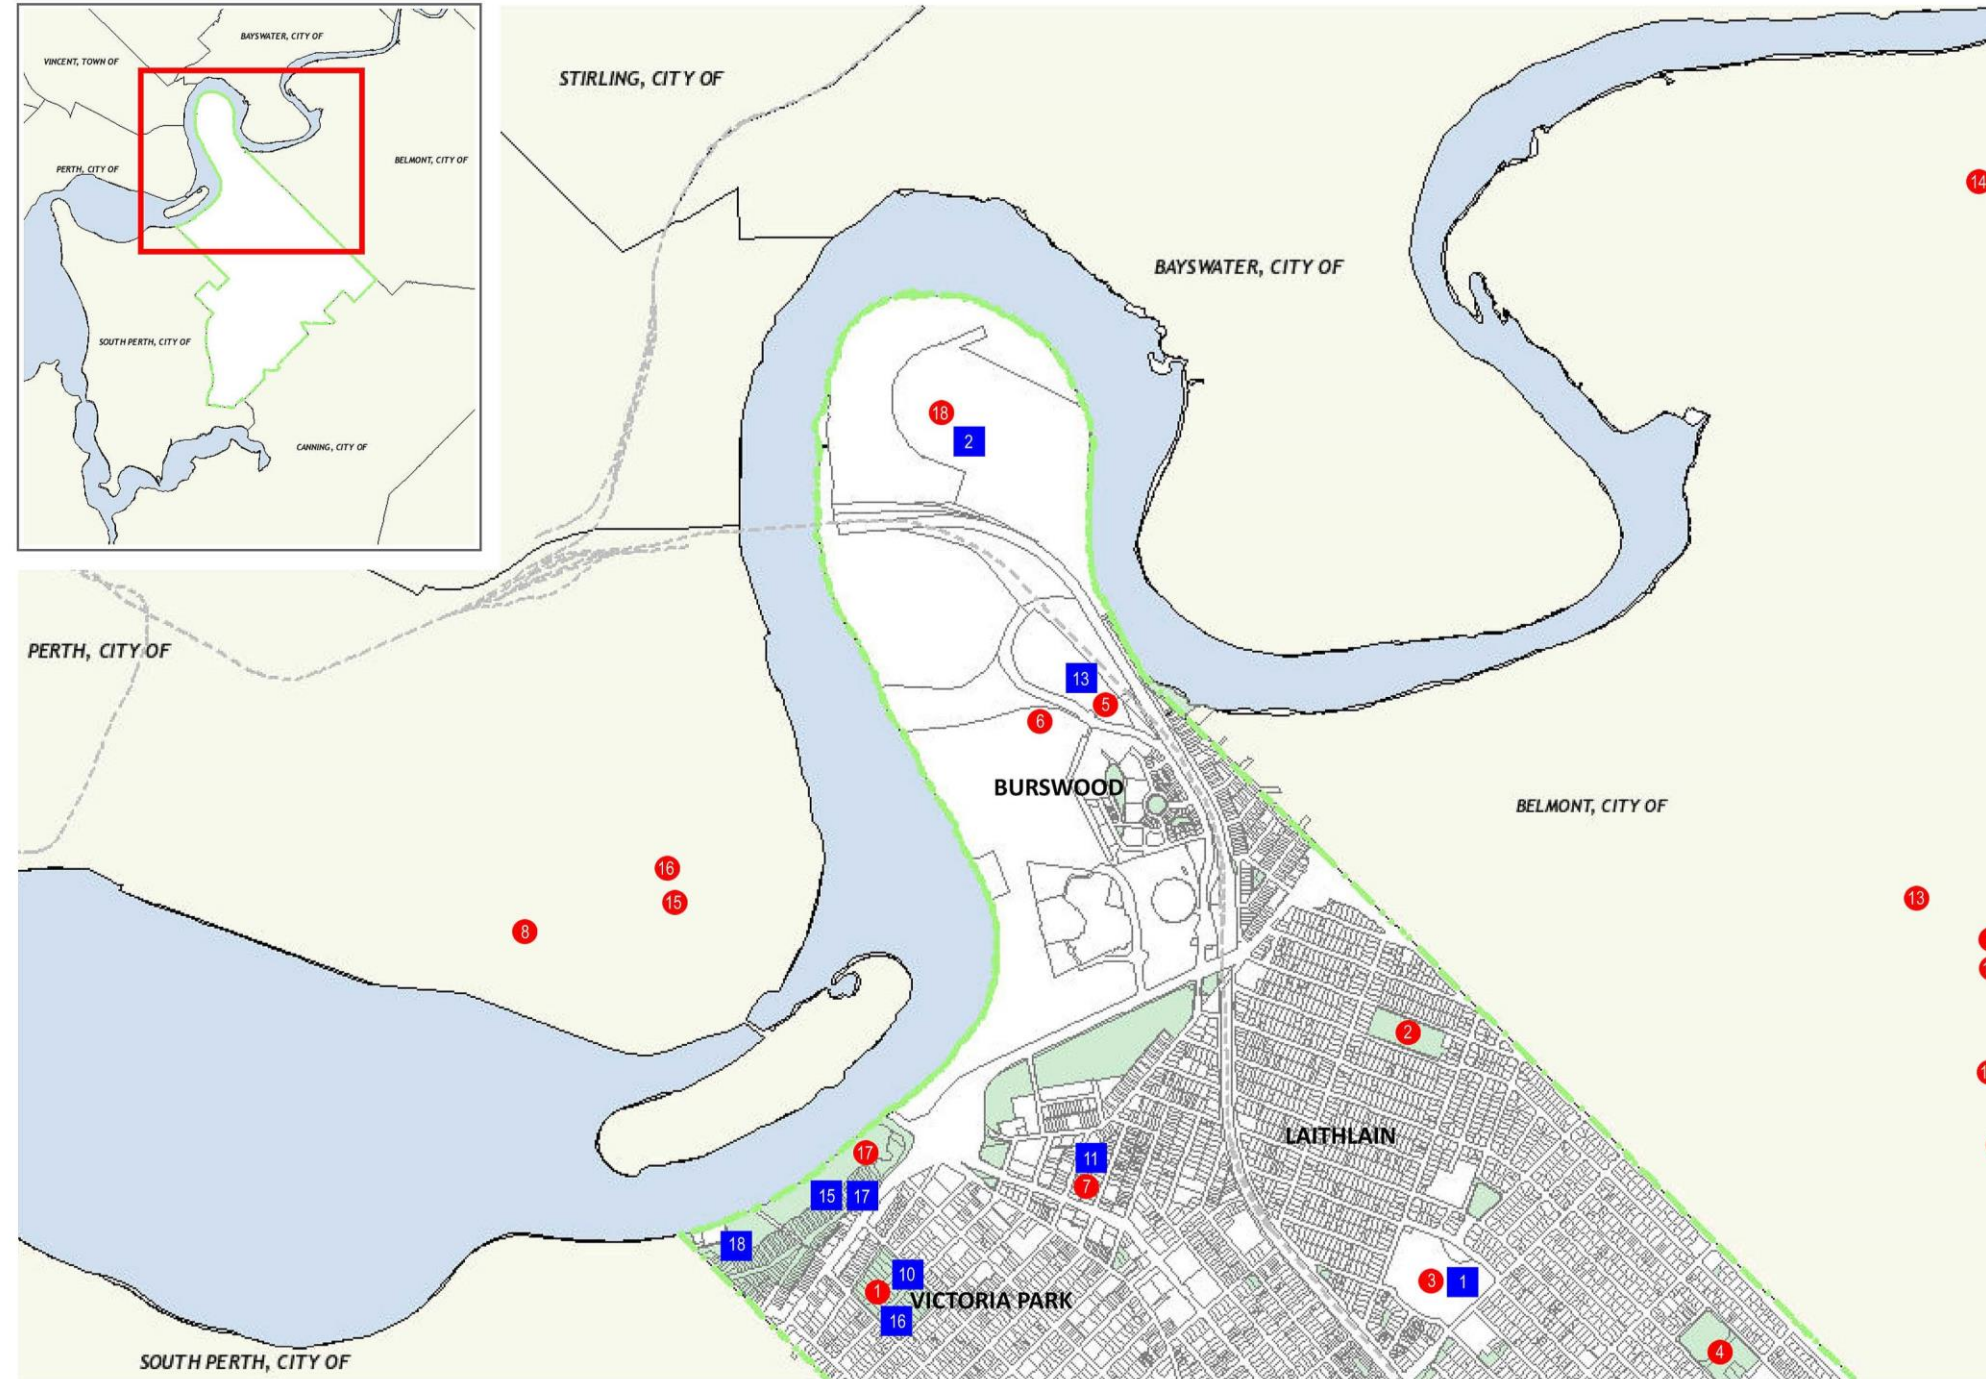 BAYSWATER, CITY OF
VINCENT, TOWN OF
BELMONT, CITY OF
PERTH, CITY OF
SOUTH PERTH, CITY OF
CANNING, CITY OF
STIRLING, CITY OF
14
BAYSWATER, CITY OF
18
2
PERTH, CITY OF
13
5
6
BURSWOOD
BELMONT, CITY OF
16
15
8
13
2
LAITHLAIN
17
11
7
15
17
18
10
1
VICTORIA PARK
16
3
1
4
SOUTH PERTH, CITY OF